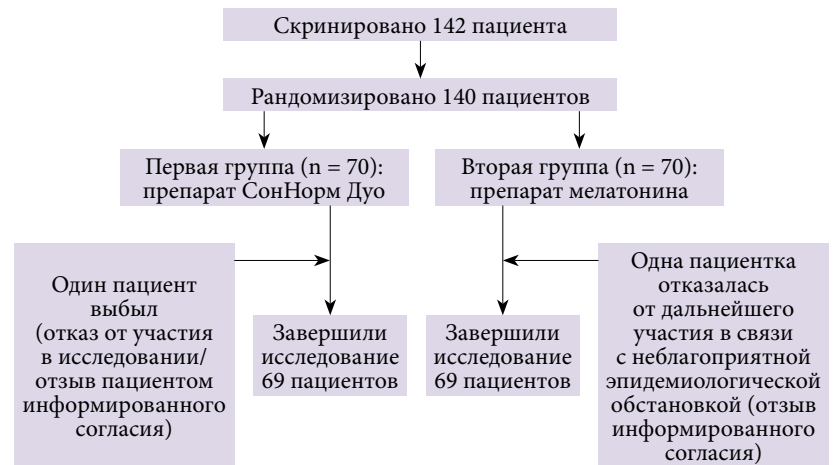 Скринировано 142 пациента
Рандомизировано 140 пациентов
Первая группа (n = 70):
препарат СонНорм Дуо
Вторая группа (n = 70):
препарат мелатонина
Один пациент
выбыл
(отказ от участия
в исследовании/
отзыв пациентом
информированного
согласия)
Завершили
исследование
69 пациентов
Завершили
исследование
69 пациентов
Одна пациентка
отказалась
от дальнейшего
участия в связи
с неблагоприятной
эпидемиологической
обстановкой (отзыв
информированного
согласия)